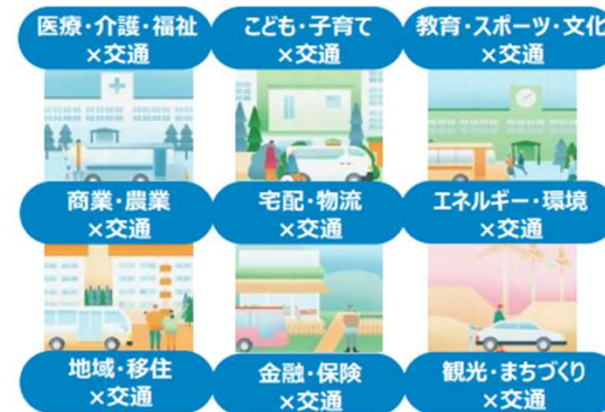 医療・介護・福祉
×交通
こども・子育て
×交通
教育・スポーツ・文化
×交通
商業・農業
×交通
宅配・物流
×交通
エネルギー・環境
×交通
地域・移住
×交通
金融・保険
×交通
観光・まちづくり
×交通